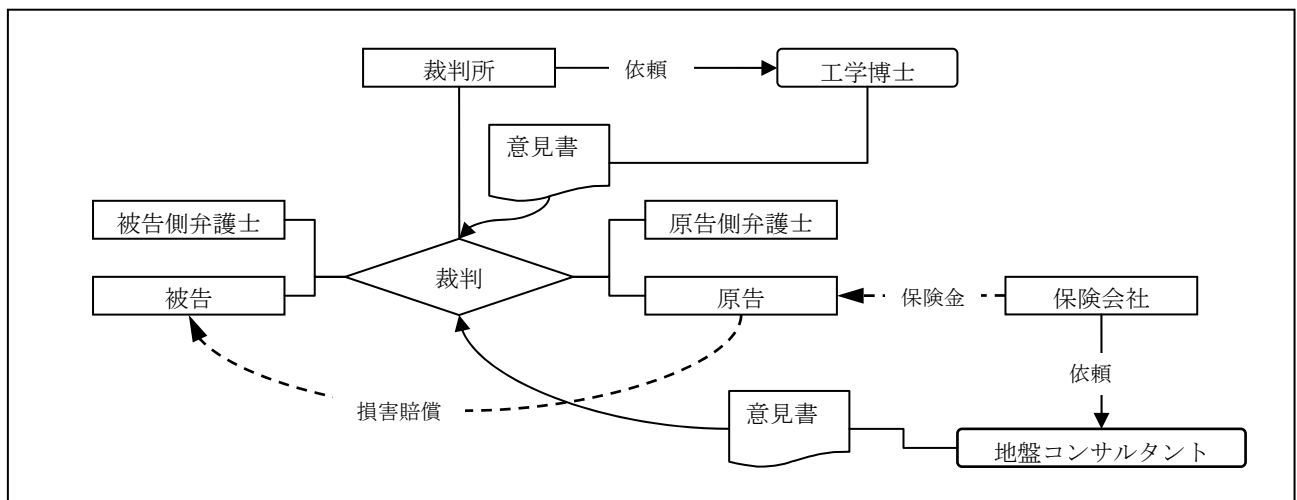 裁判所
依頼
工学博士
意見書
被告側弁護士
原告側弁護士
裁判
被告
原告
保険金
保険会社
依頼
損害賠償
意見書
地盤コンサルタント